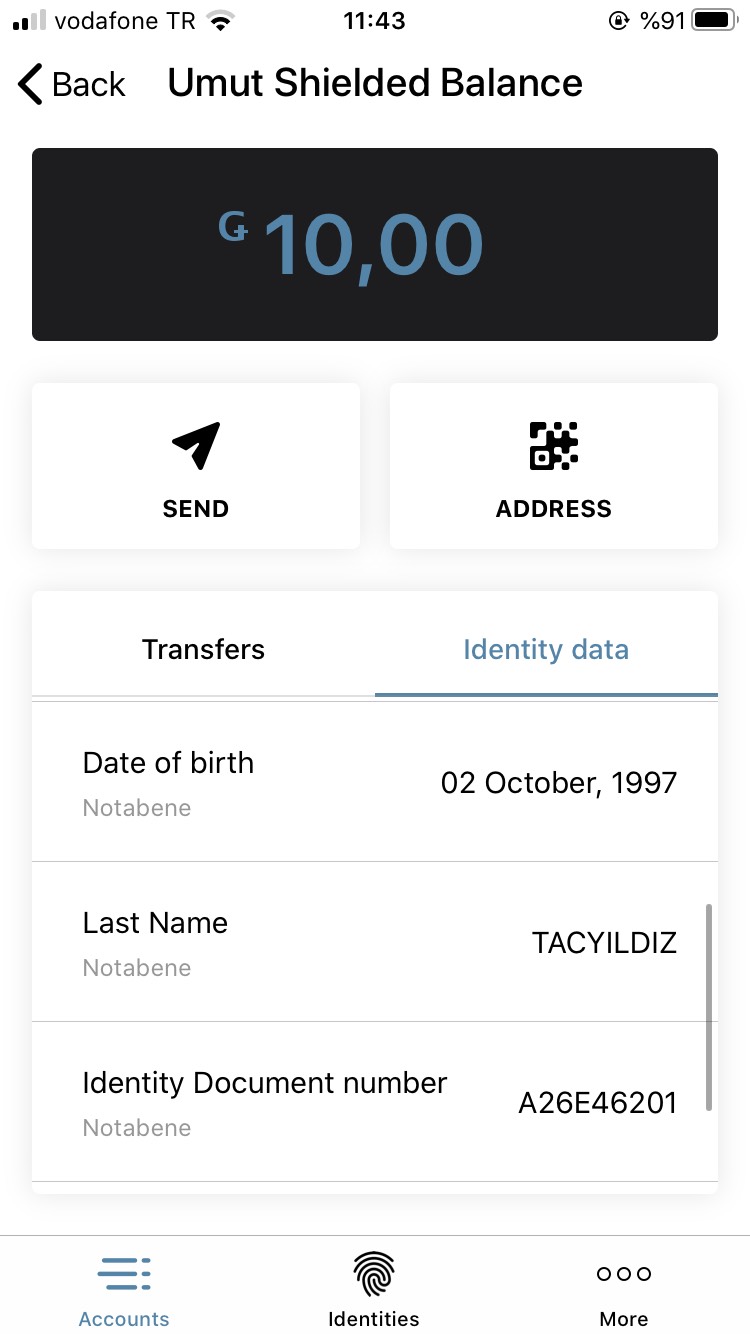 vodafone TR 11:43 %91
Back Umut Shielded Balance
10,00
SEND ADDRESS
Transfers Identity data
Date of birth 02 October, 1997
Notabene
Last Name TACYILDIZ
Notabene
Identity Document number A26E46201
Notabene
Accounts Identities More